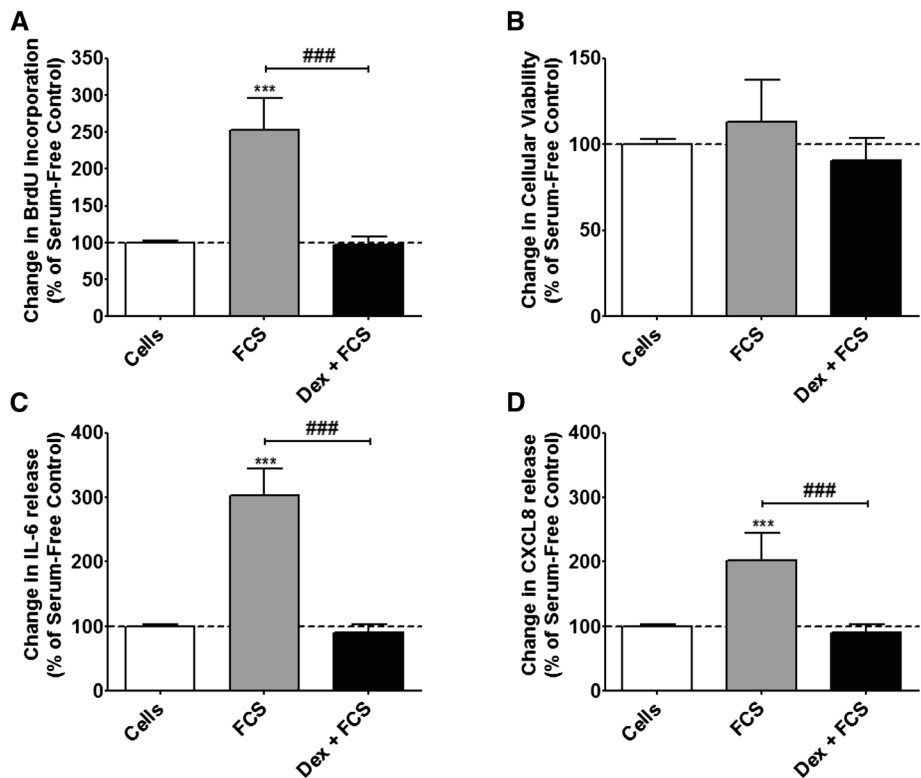 A
Change in BrdU Incorporation
(% of Serum-Free Control)
350
300
250
200
150
100
50
0
***
###
Cells
FCS
Dex + FCS
B
Change in Cellular Viability
(% of Serum-Free Control)
150
100
50
0
Cells
FCS
Dex + FCS
C
Change in IL-6 release
(% of Serum-Free Control)
400
300
200
100
0
***
###
Cells
FCS
Dex + FCS
D
Change in CXCL8 release
(% of Serum-Free Control)
400
300
200
100
0
***
###
Cells
FCS
Dex + FCS